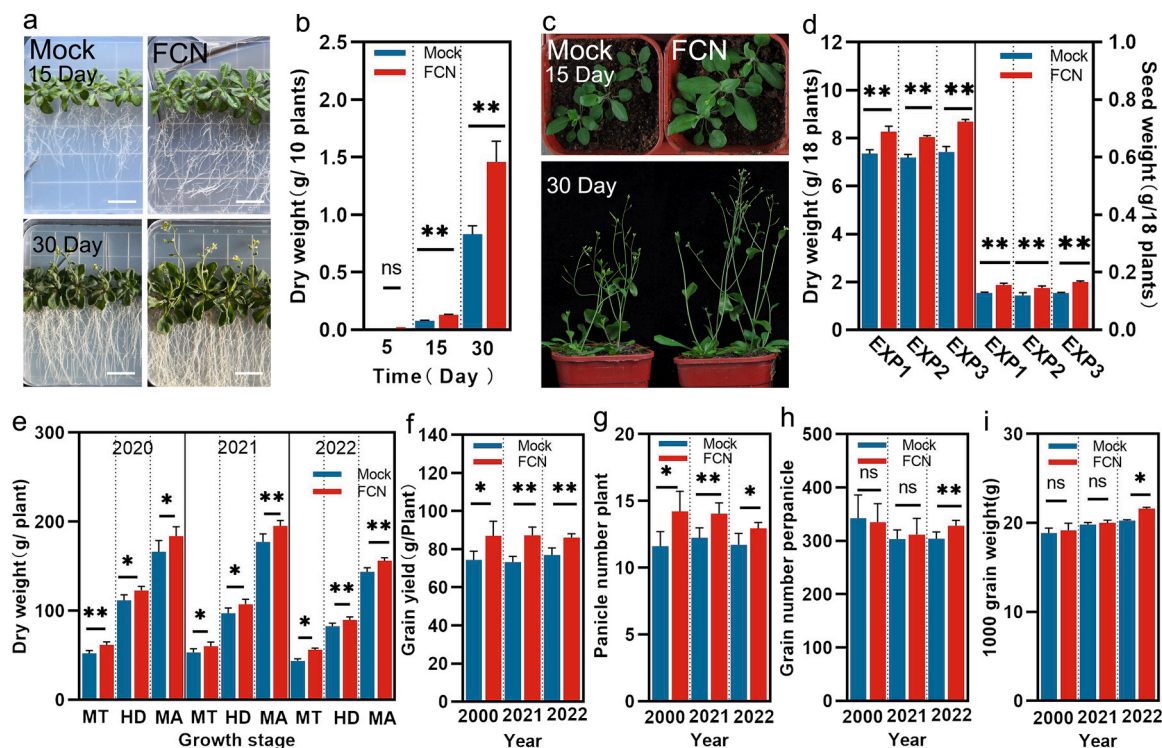 a
Mock
15 Day
FCN
30 Day
b
Dry weight(g/ 10 plants)
2.5
2.0
1.5
1.0
0.5
0.0
Mock
FCN
ns
**
**
5 15 30
Time( Day )
c
Mock
15 Day
FCN
30 Day
d
Dry weight(g/ 18 plants)
12
10
8
6
4
2
0
Mock
FCN
** ** **
** ** **
1.0
0.8
0.6
0.4
0.2
0.0
Seed weight(g/18 plants)
EXP1 EXP2 EXP3 EXP1 EXP2 EXP3
e
Dry weight(g/ plant)
300
200
100
0
2020 2021 2022
Mock
FCN
** * * * * ** * ** **
MT HD MA MT HD MA MT HD MA
Growth stage
f
Grain yield(g/Plant)
140
120
100
80
60
40
20
0
Mock
FCN
* ** **
2000 2021 2022
Year
g
Panicle number plant
20
15
10
5
0
Mock
FCN
* ** *
2000 2021 2022
Year
h
Grain number perpanicle
500
400
300
200
100
0
Mock
FCN
ns ns **
2000 2021 2022
Year
i
1000 grain weight(g)
30
20
10
0
Mock
FCN
ns ns *
2000 2021 2022
Year